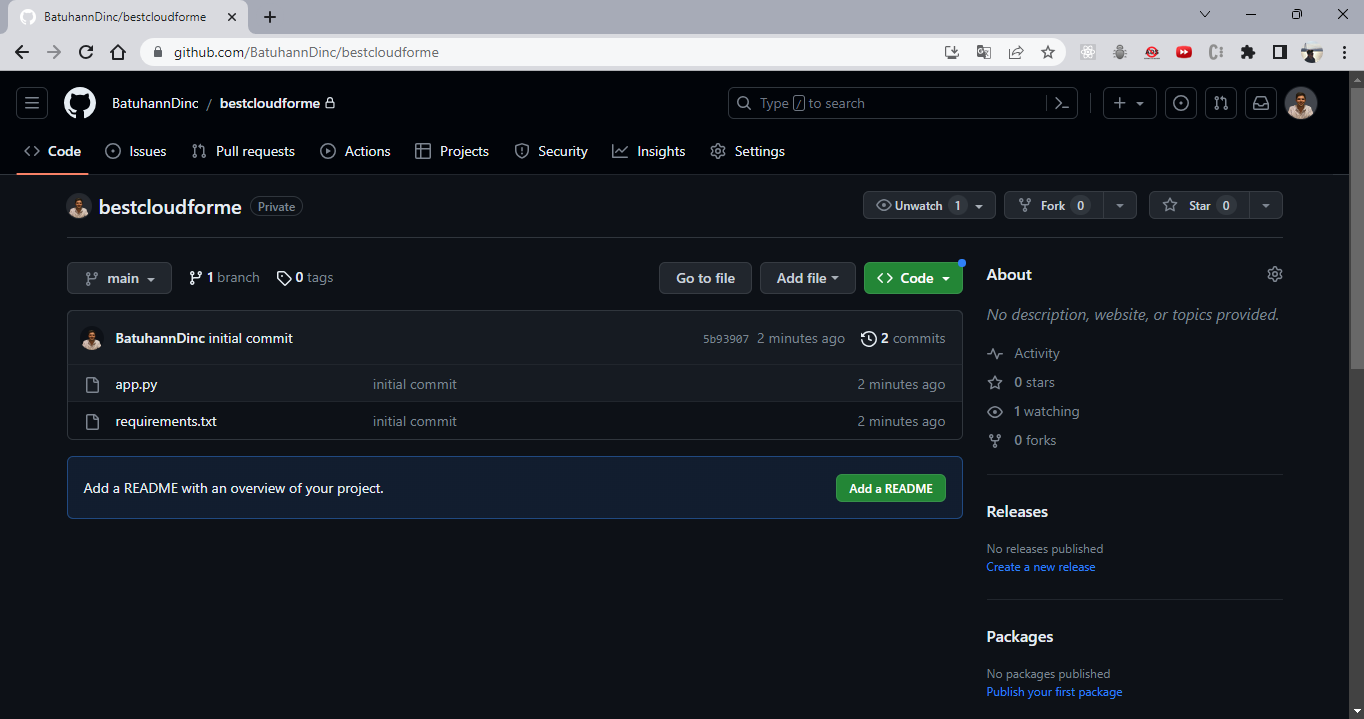 BatuhannDinc/bestcloudforme
github.com/BatuhannDinc/bestcloudforme
BatuhannDinc / bestcloudforme
Type / to search
Code Issues Pull requests Actions Projects Security Insights Settings
bestcloudforme Private
Unwatch 1 Fork 0 Star 0
main 1 branch 0 tags
Go to file Add file Code
BatuhannDinc initial commit 5b93907 2 minutes ago 2 commits
app.py initial commit 2 minutes ago
requirements.txt initial commit 2 minutes ago
Add a README with an overview of your project. Add a README
About
No description, website, or topics provided.
Activity
0 stars
1 watching
0 forks
Releases
No releases published
Create a new release
Packages
No packages published
Publish your first package